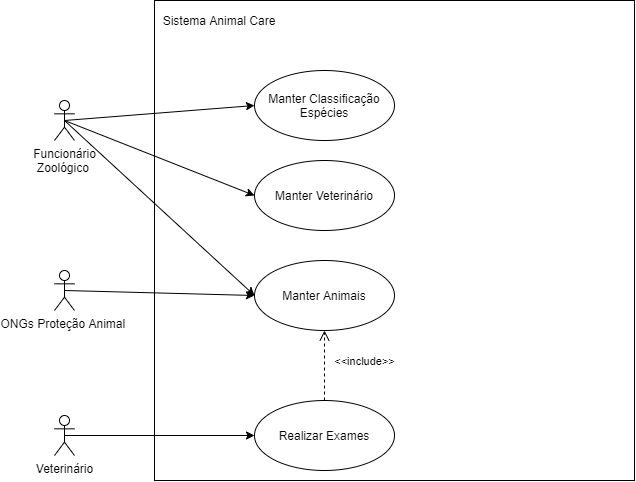 Sistema Animal Care
Manter Classificação
Espécies
Funcionário
Zoológico
Manter Veterinário
Manter Animais
ONGs Proteção Animal
<<include>>
Realizar Exames
Veterinário